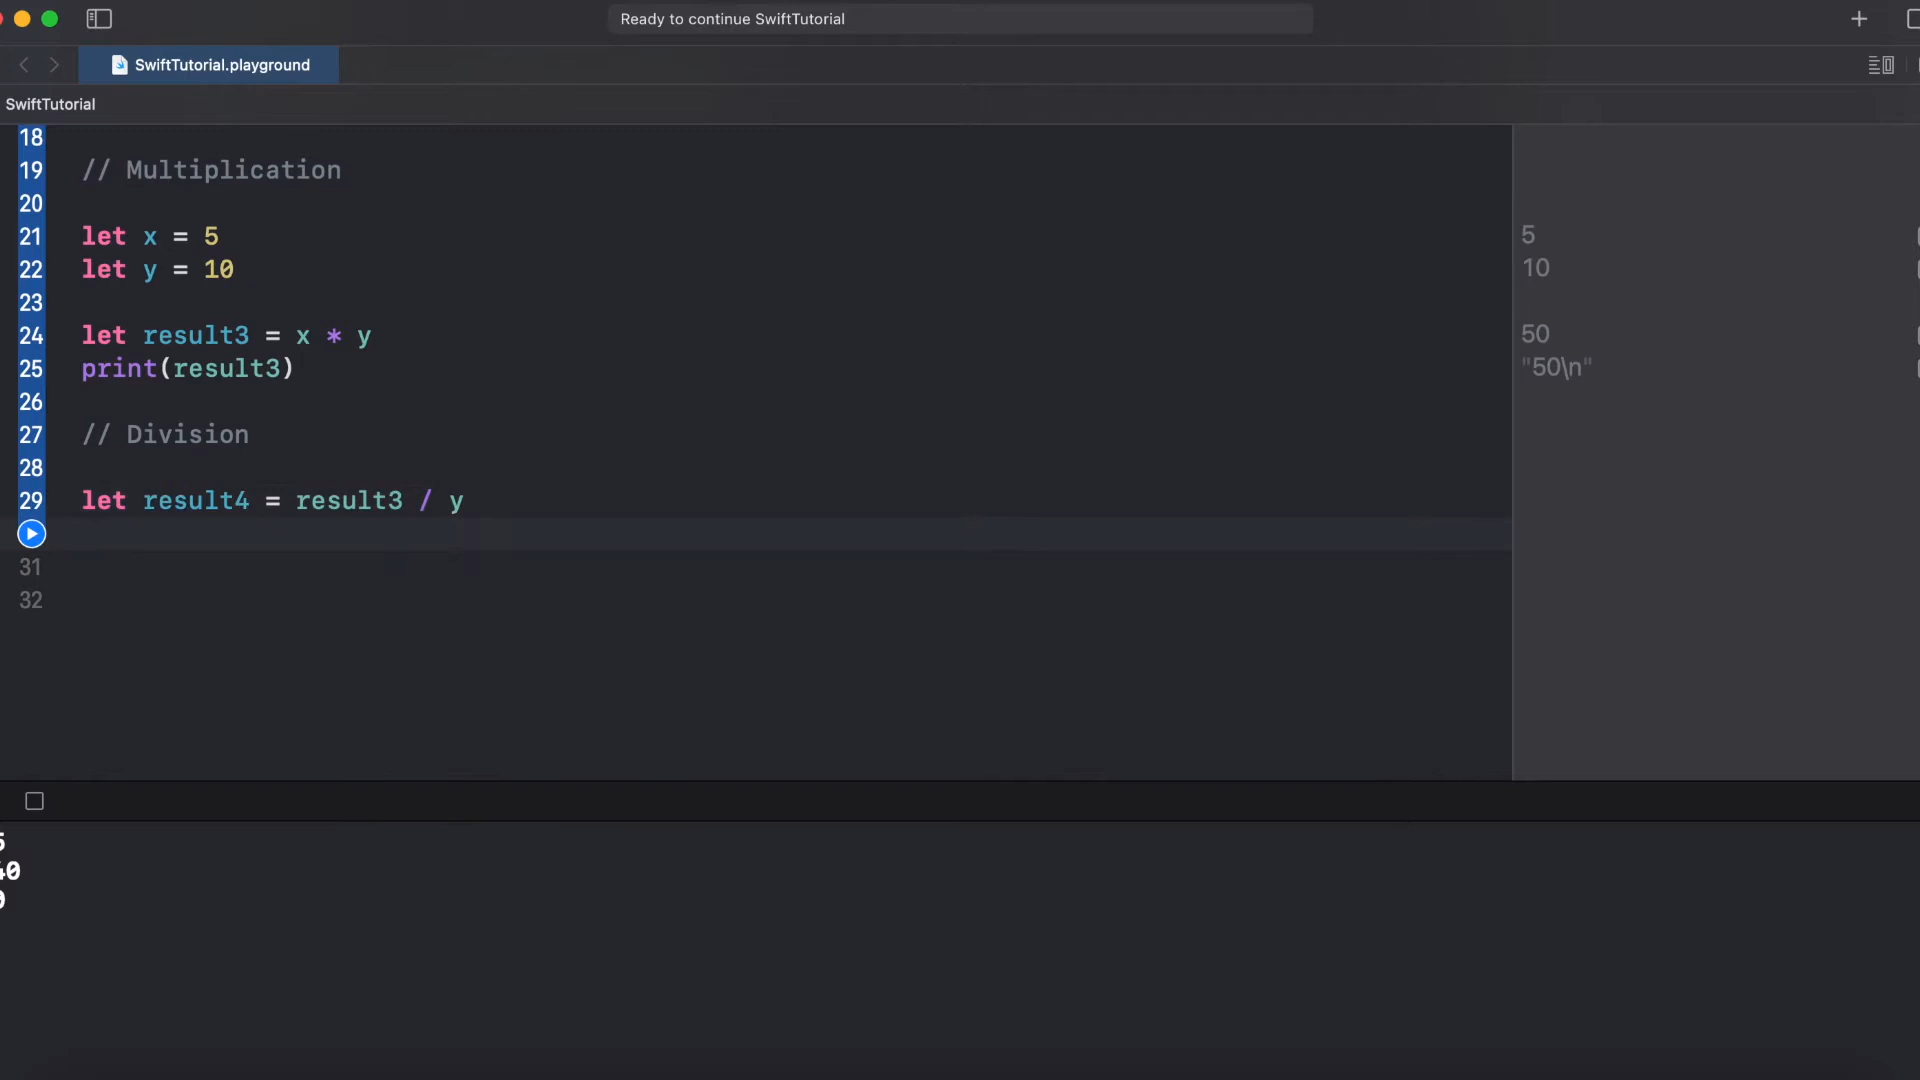 Ready to continue SwiftTutorial
SwiftTutorial.playground
SwiftTutorial
18
19 // Multiplication
20
21 let x = 5 5
22 let y = 10 10
23
24 let result3 = x * y 50
25 print(result3) "50\n"
26
27 // Division
28
29 let result4 = result3 / y
31
32